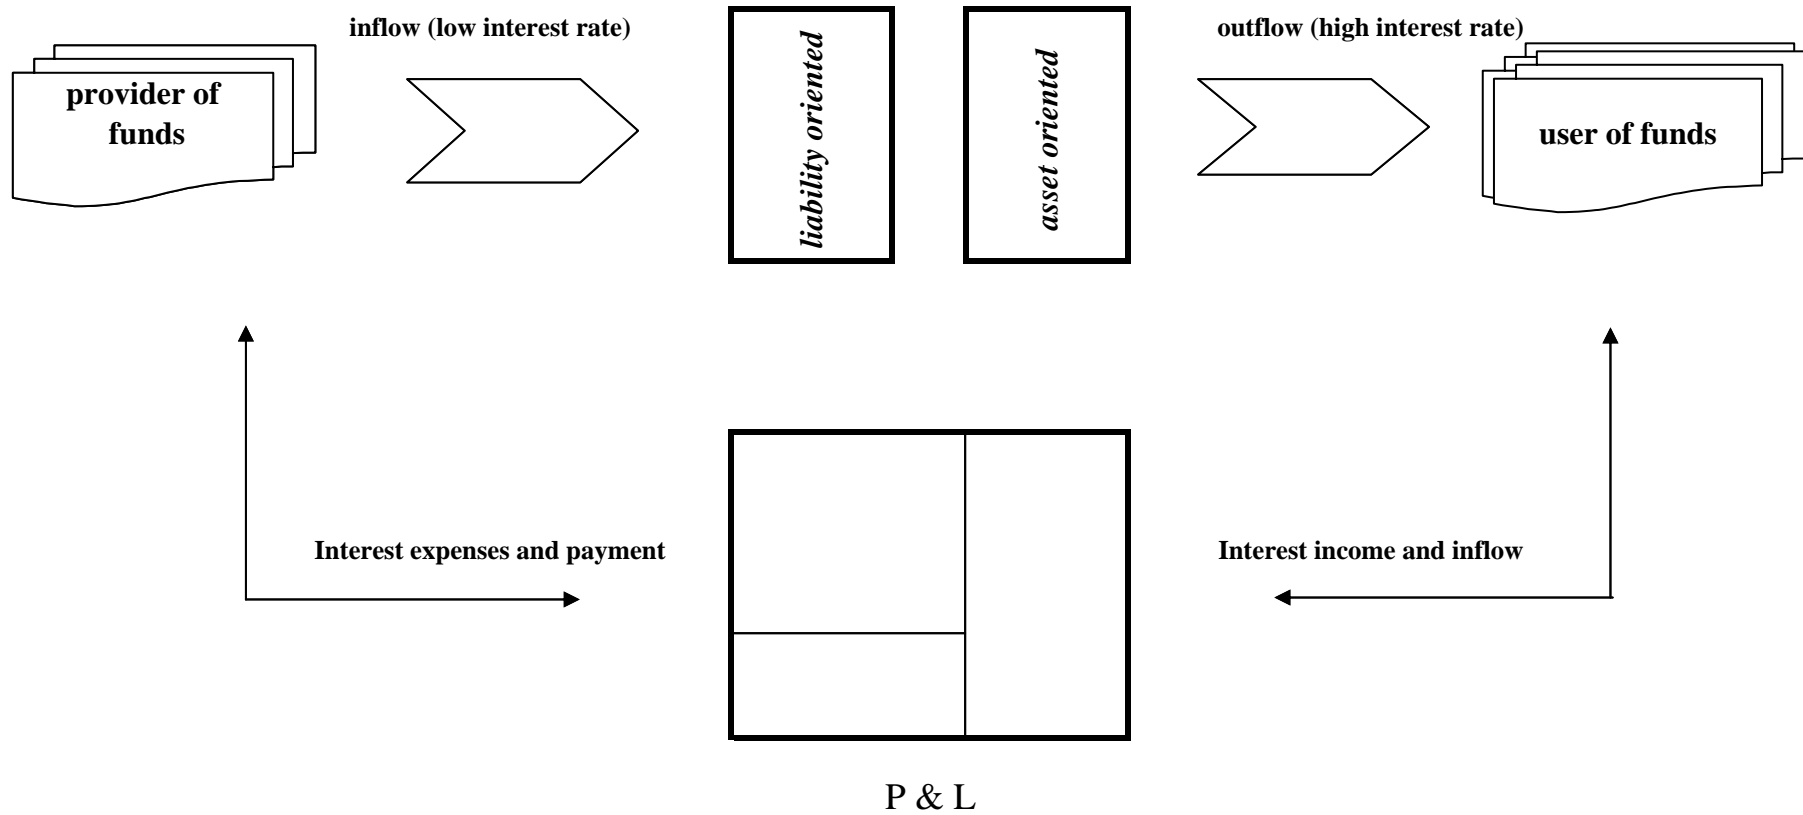 inflow (low interest rate)
outflow (high interest rate)
provider of
funds
liability oriented
asset oriented
user of funds
Interest expenses and payment
Interest income and inflow
P & L